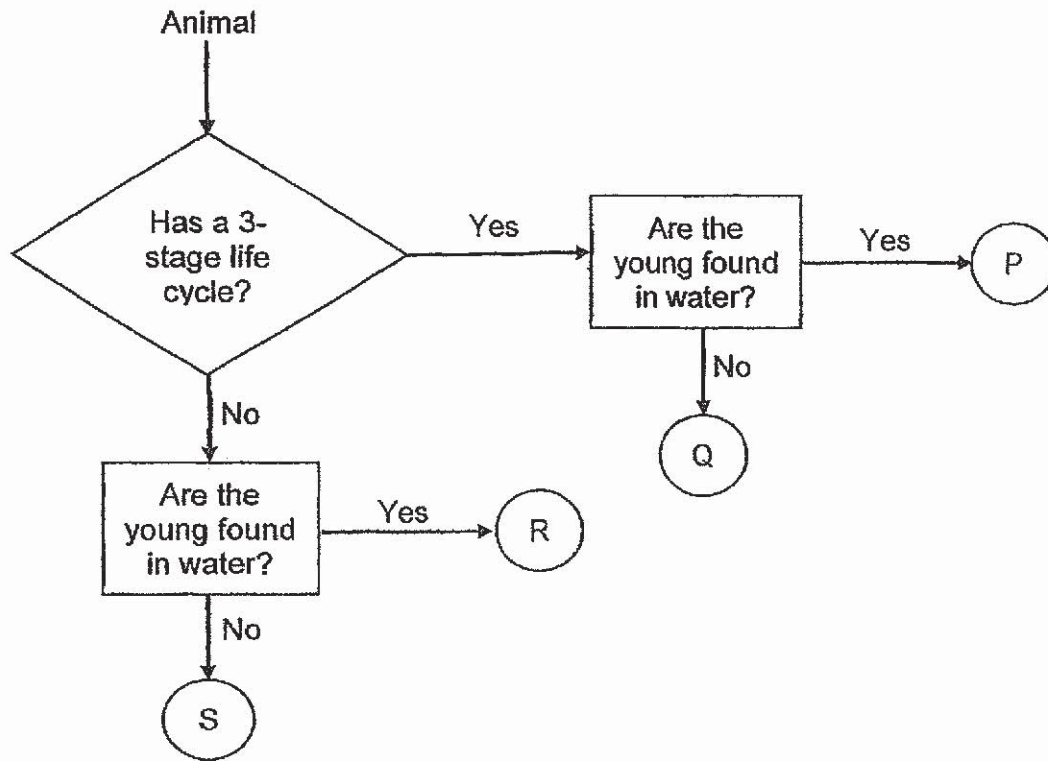 Animal
Has a 3-
stage life
cycle?
Yes
Are the
young found
in water?
Yes
P
No
Q
No
Are the
young found
in water?
Yes
R
No
S